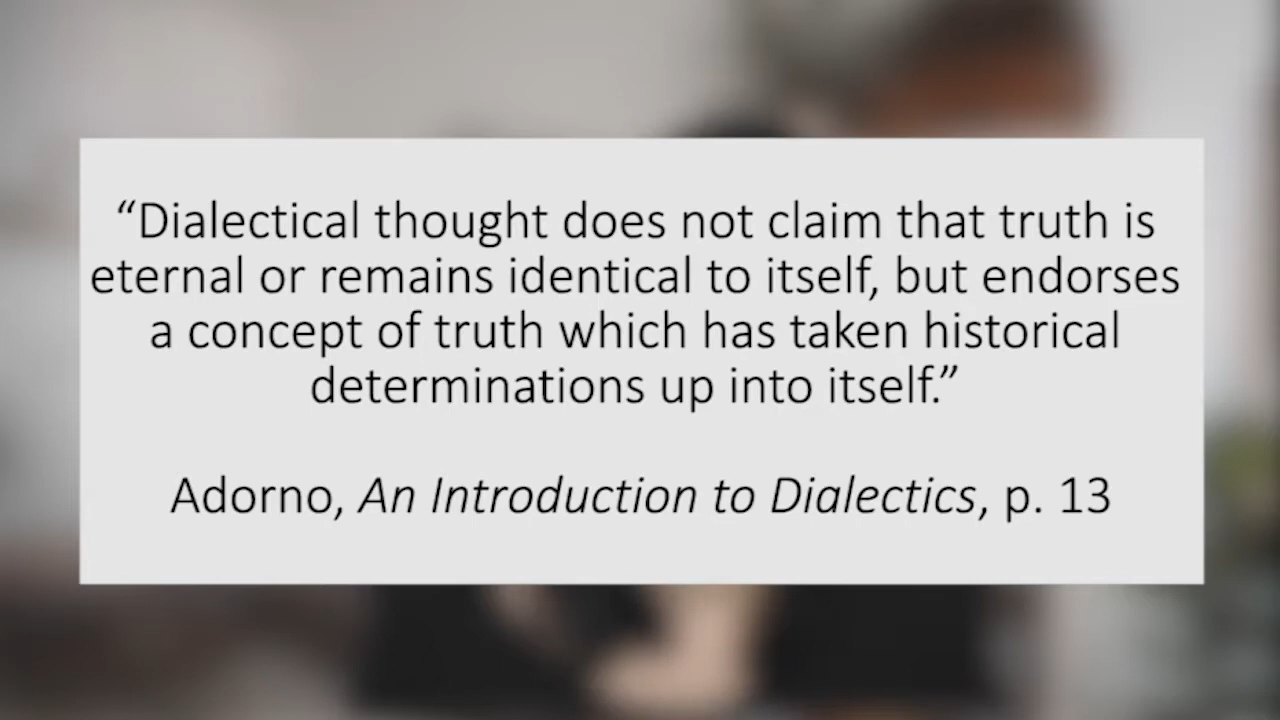 “Dialectical thought does not claim that truth is
eternal or remains identical to itself, but endorses
a concept of truth which has taken historical
determinations up into itself.”
Adorno, An Introduction to Dialectics, p. 13